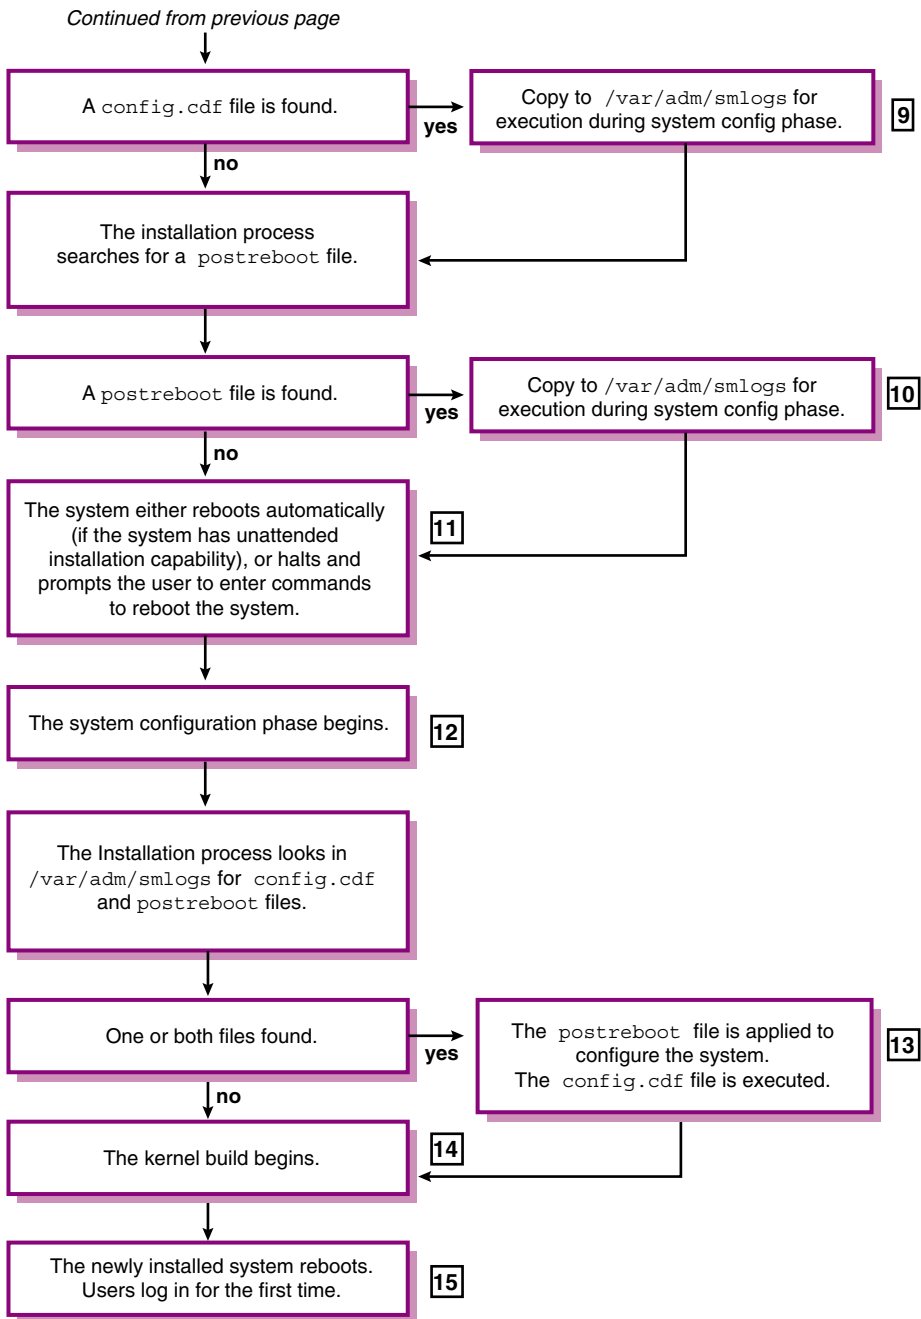 Continued from previous page
A config.cdf file is found.
yes
Copy to /var/adm/smlogs for
execution during system config phase.
9
no
The installation process
searches for a postreboot file.
A postreboot file is found.
yes
Copy to /var/adm/smlogs for
execution during system config phase.
10
no
The system either reboots automatically
(if the system has unattended
installation capability), or halts and
prompts the user to enter commands
to reboot the system.
11
The system configuration phase begins.
12
The Installation process looks in
/var/adm/smlogs for config.cdf
and postreboot files.
One or both files found.
yes
The postreboot file is applied to
configure the system.
The config.cdf file is executed.
13
no
The kernel build begins.
14
The newly installed system reboots.
Users log in for the first time.
15